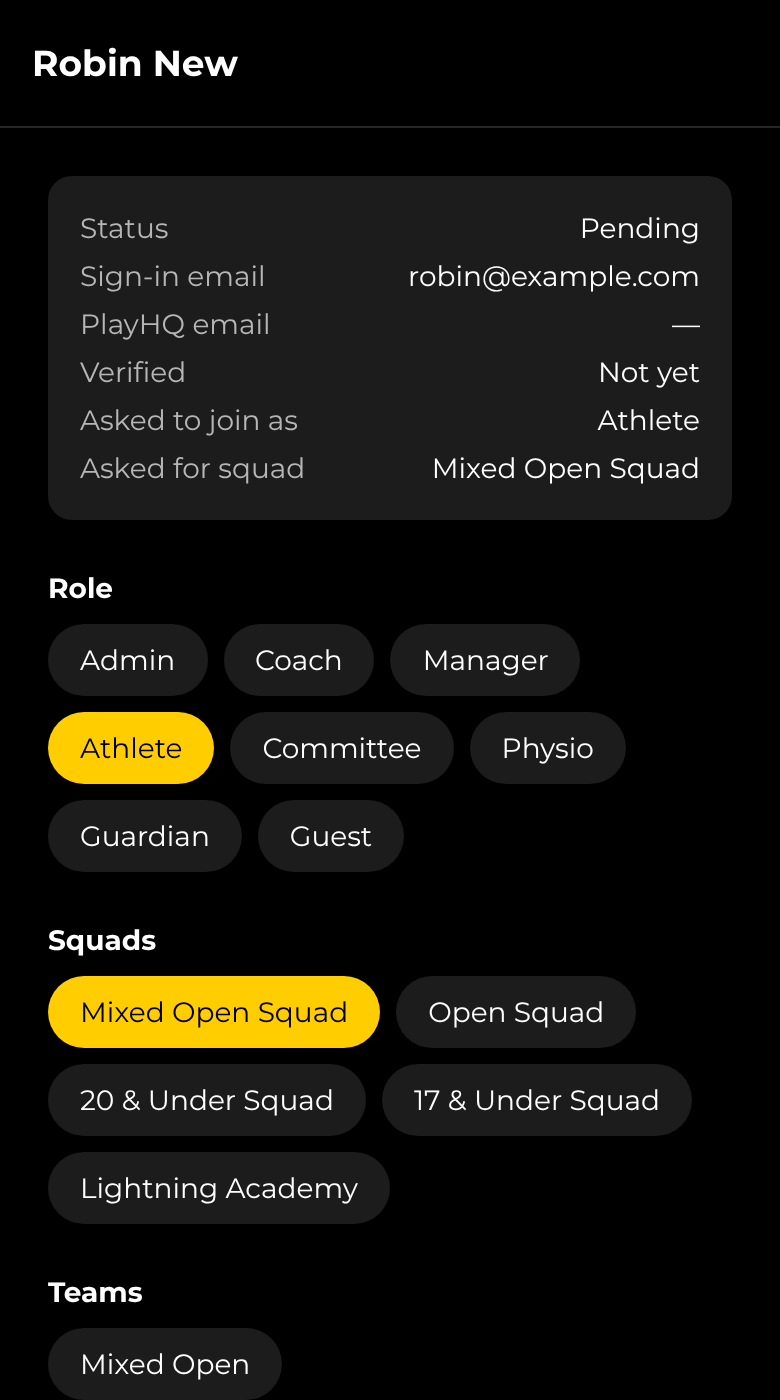 Robin New
Status Pending
Sign-in email robin@example.com
PlayHQ email —
Verified Not yet
Asked to join as Athlete
Asked for squad Mixed Open Squad
Role
Admin Coach Manager
Athlete Committee Physio
Guardian Guest
Squads
Mixed Open Squad Open Squad
20 & Under Squad 17 & Under Squad
Lightning Academy
Teams
Mixed Open